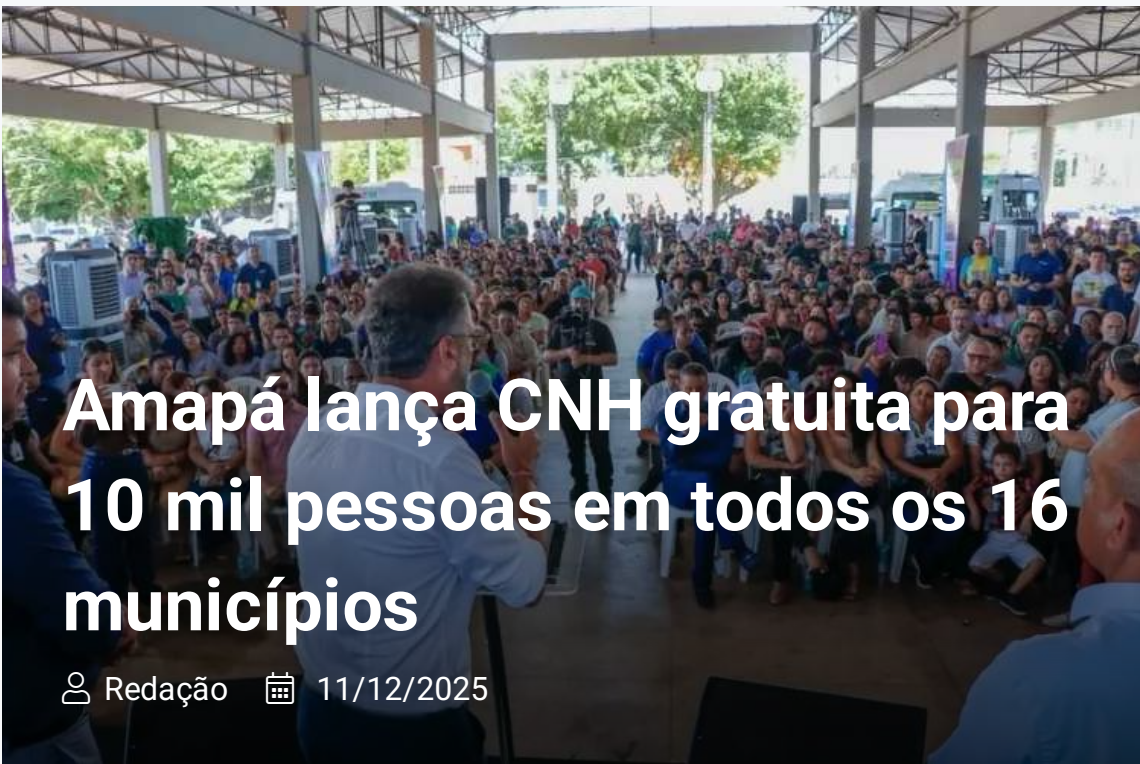 Amapá lança CNH gratuita para
10 mil pessoas em todos os 16
municípios
Redação 11/12/2025